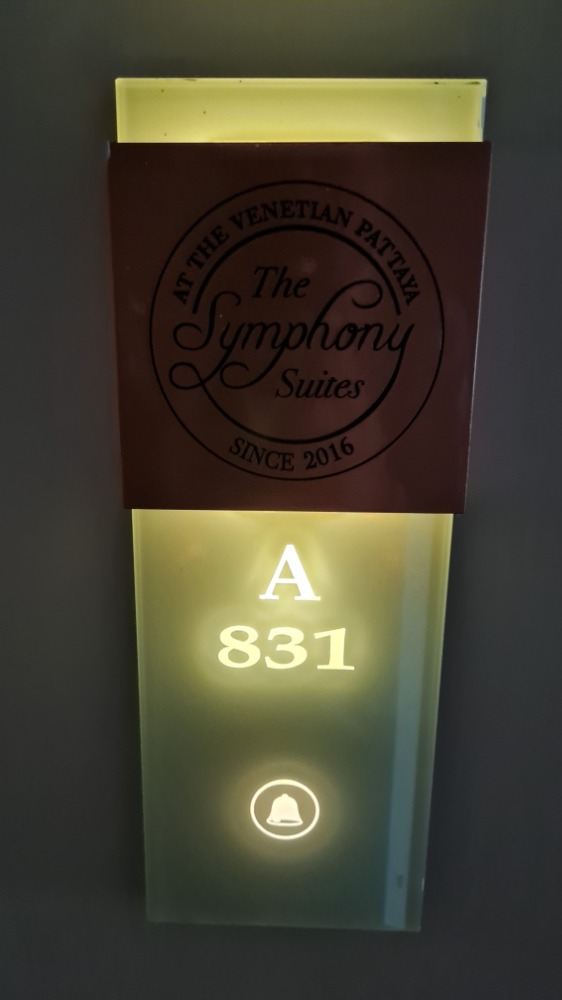 AT THE VENETIAN PATTAYA
The
Symphony
Suites
SINCE 2016
A
831